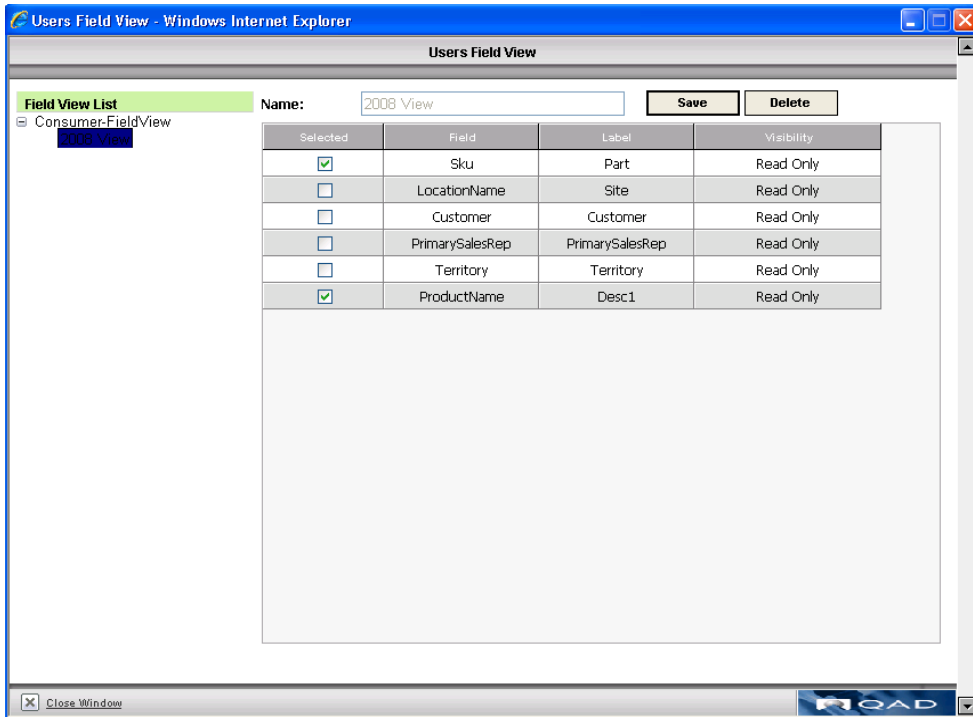 Users Field View - Windows Internet Explorer
Users Field View
Field View List
Consumer-FieldView
2008 View
Name: 2008 View Save Delete
Selected Field Label Visibility
Sku Part Read Only
LocationName Site Read Only
Customer Customer Read Only
PrimarySalesRep PrimarySalesRep Read Only
Territory Territory Read Only
ProductName Desc1 Read Only
Close Window
QAD